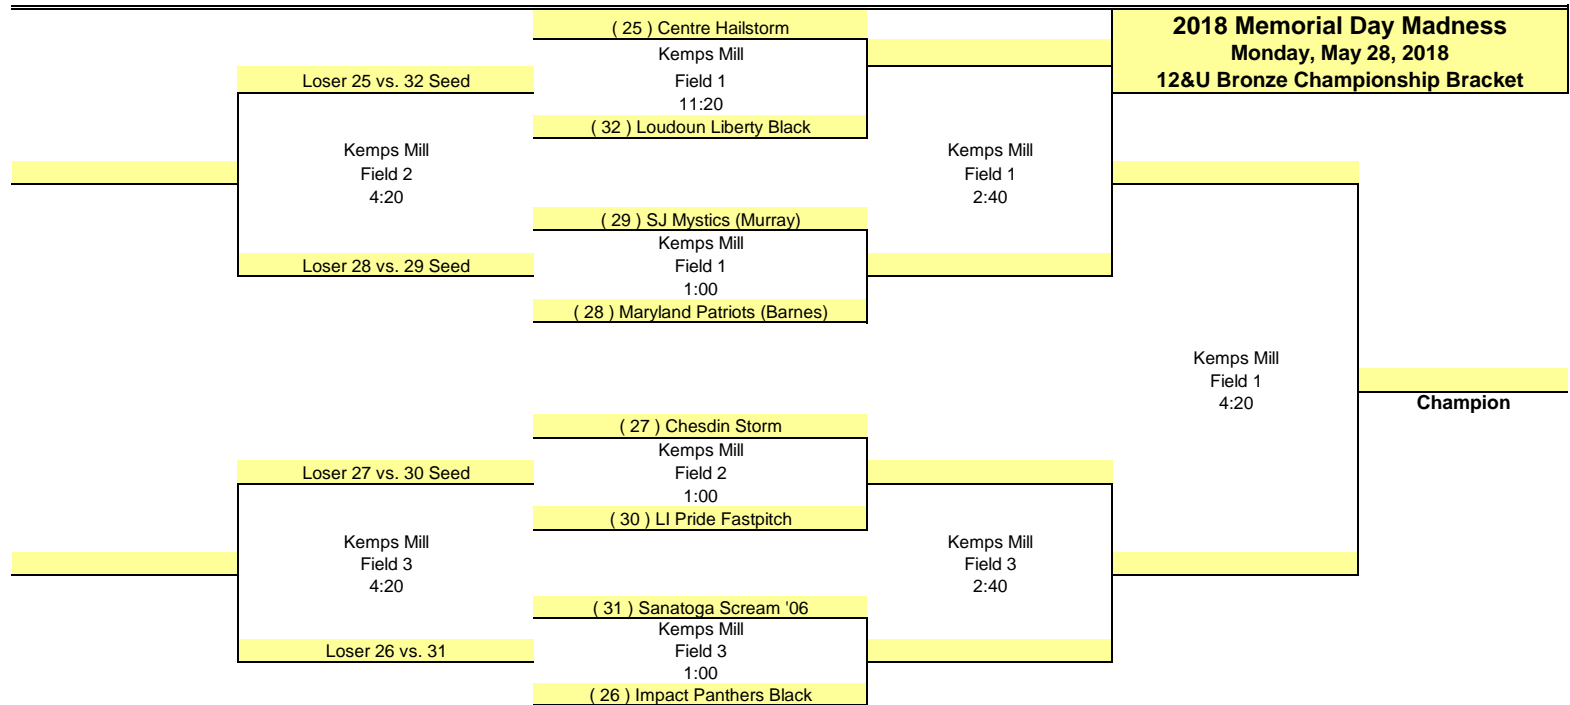 ( 25 ) Centre Hailstorm
2018 Memorial Day Madness
Monday, May 28, 2018
12&U Bronze Championship Bracket
Kemps Mill
Field 1
11:20
Loser 25 vs. 32 Seed
( 32 ) Loudoun Liberty Black
Kemps Mill
Field 2
4:20
Kemps Mill
Field 1
2:40
( 29 ) SJ Mystics (Murray)
Kemps Mill
Field 1
1:00
Loser 28 vs. 29 Seed
( 28 ) Maryland Patriots (Barnes)
Kemps Mill
Field 1
4:20
Champion
( 27 ) Chesdin Storm
Kemps Mill
Field 2
1:00
Loser 27 vs. 30 Seed
( 30 ) LI Pride Fastpitch
Kemps Mill
Field 3
4:20
Kemps Mill
Field 3
2:40
( 31 ) Sanatoga Scream '06
Kemps Mill
Field 3
1:00
Loser 26 vs. 31
( 26 ) Impact Panthers Black